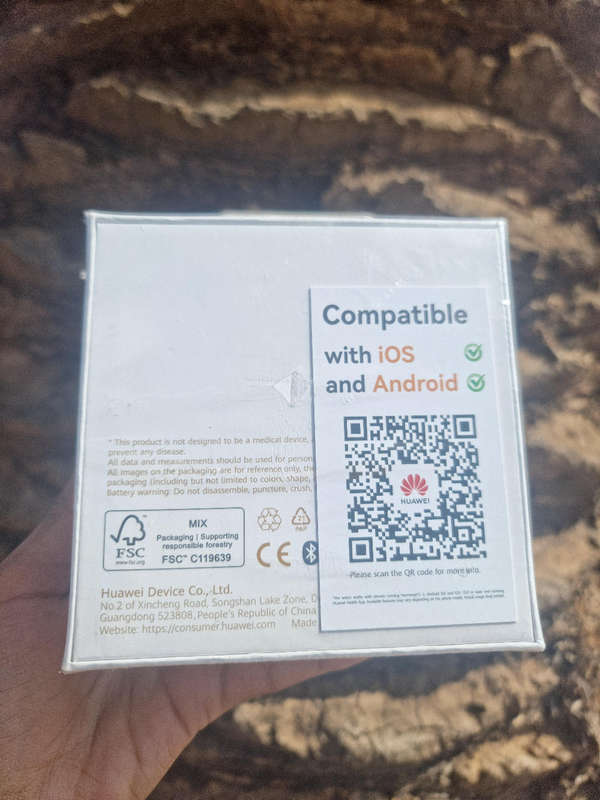 Compatible
with iOS
and Android
HUAWEI
Please scan the QR code for more info.
* This product is not designed to be a medical device,
prevent any disease.
All data and measurements should be used for person
All images on the packaging are for reference only, the
packaging (including but not limited to colors, shape,
Battery warning: Do not disassemble, puncture, crush,
FSC
www.fsc.org
MIX
Packaging | Supporting
responsible forestry
FSC™ C119639
21
PAP
CE
Huawei Device Co., Ltd.
No.2 of Xincheng Road, Songshan Lake Zone, D
Guangdong 523808, People's Republic of China
Website: https://consumer.huawei.com Made